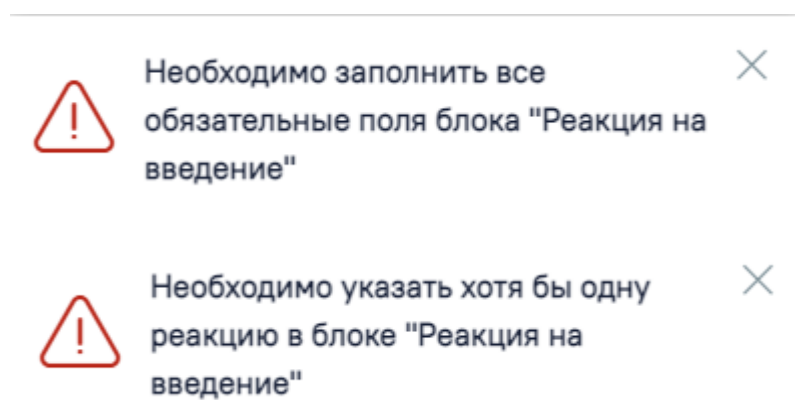 Необходимо заполнить все
обязательные поля блока "Реакция на
введение"
Необходимо указать хотя бы одну
реакцию в блоке "Реакция на
введение"